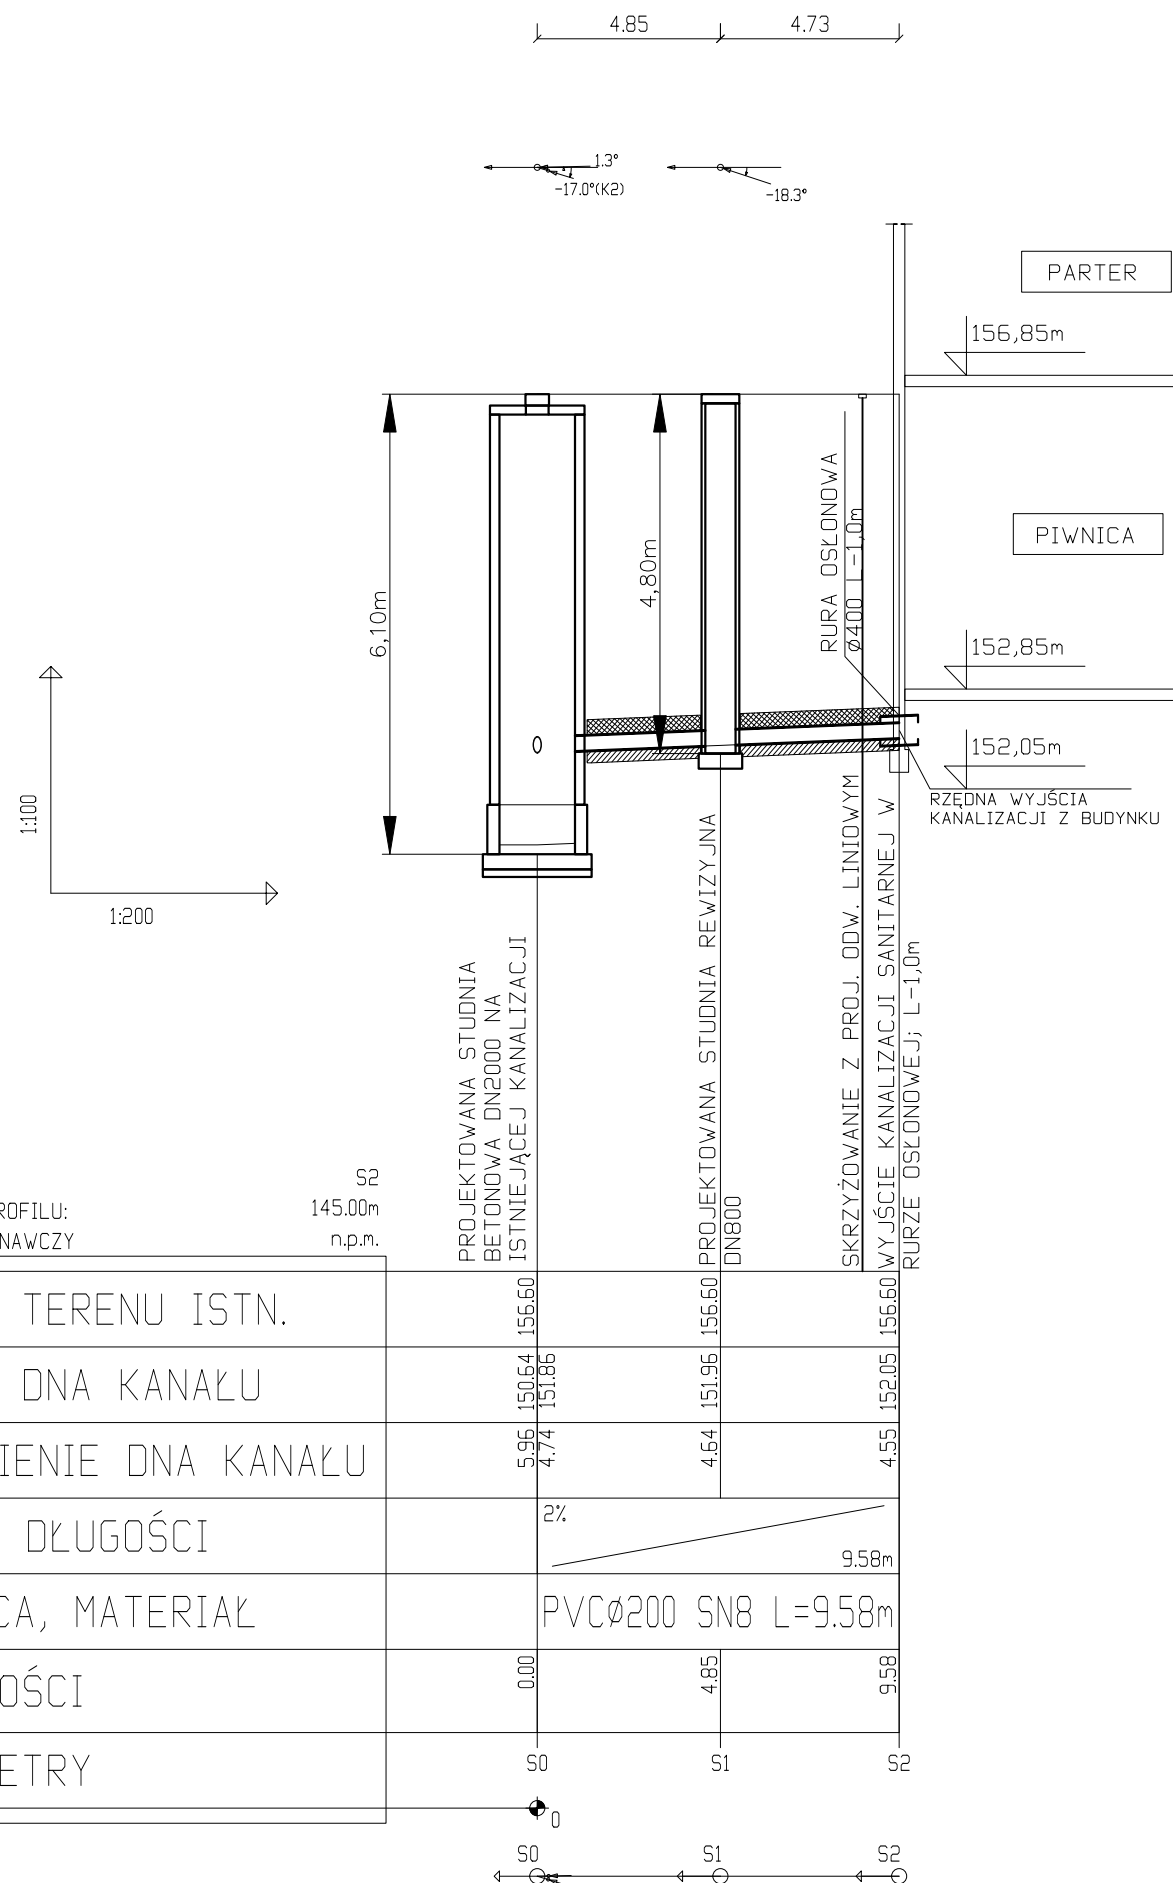 4.85
4.73
1.3°
-17.0°(K2)
-18.3°
PARTER
156,85m
RURA OSŁONOWA
ø400 L-1,0m
PIWNICA
4,80m
6,10m
152,85m
152,05m
RZĘDNA WYJŚCIA
KANALIZACJI Z BUDYNKU
1:100
1:200
PROJEKTOWANA STUDNIA
BETONOWA DN2000 NA
ISTNIEJĄCEJ KANALIZACJI
PROJEKTOWANA STUDNIA REWIZYJNA
DN800
SKRZYŻOWANIE Z PROJ. ODW. LINIOWYM
WYJŚCIE KANALIZACJI SANITARNEJ W
RURZE OSŁONOWEJ; L-1,0m
S2
ROFILU: 145.00m
NAWCZY n.p.m.
TERENU ISTN. 156.60 156.60 156.60
DNA KANAŁU 150.64 151.86 151.96 152.05
IENIE DNA KANAŁU 5.96 4.74 4.64 4.55
DŁUGOŚCI 2% 9.58m
CA, MATERIAŁ PVCø200 SN8 L=9.58m
OŚCI 0.00 4.85 9.58
ETRY S0 S1 S2
0
S0 S1 S2